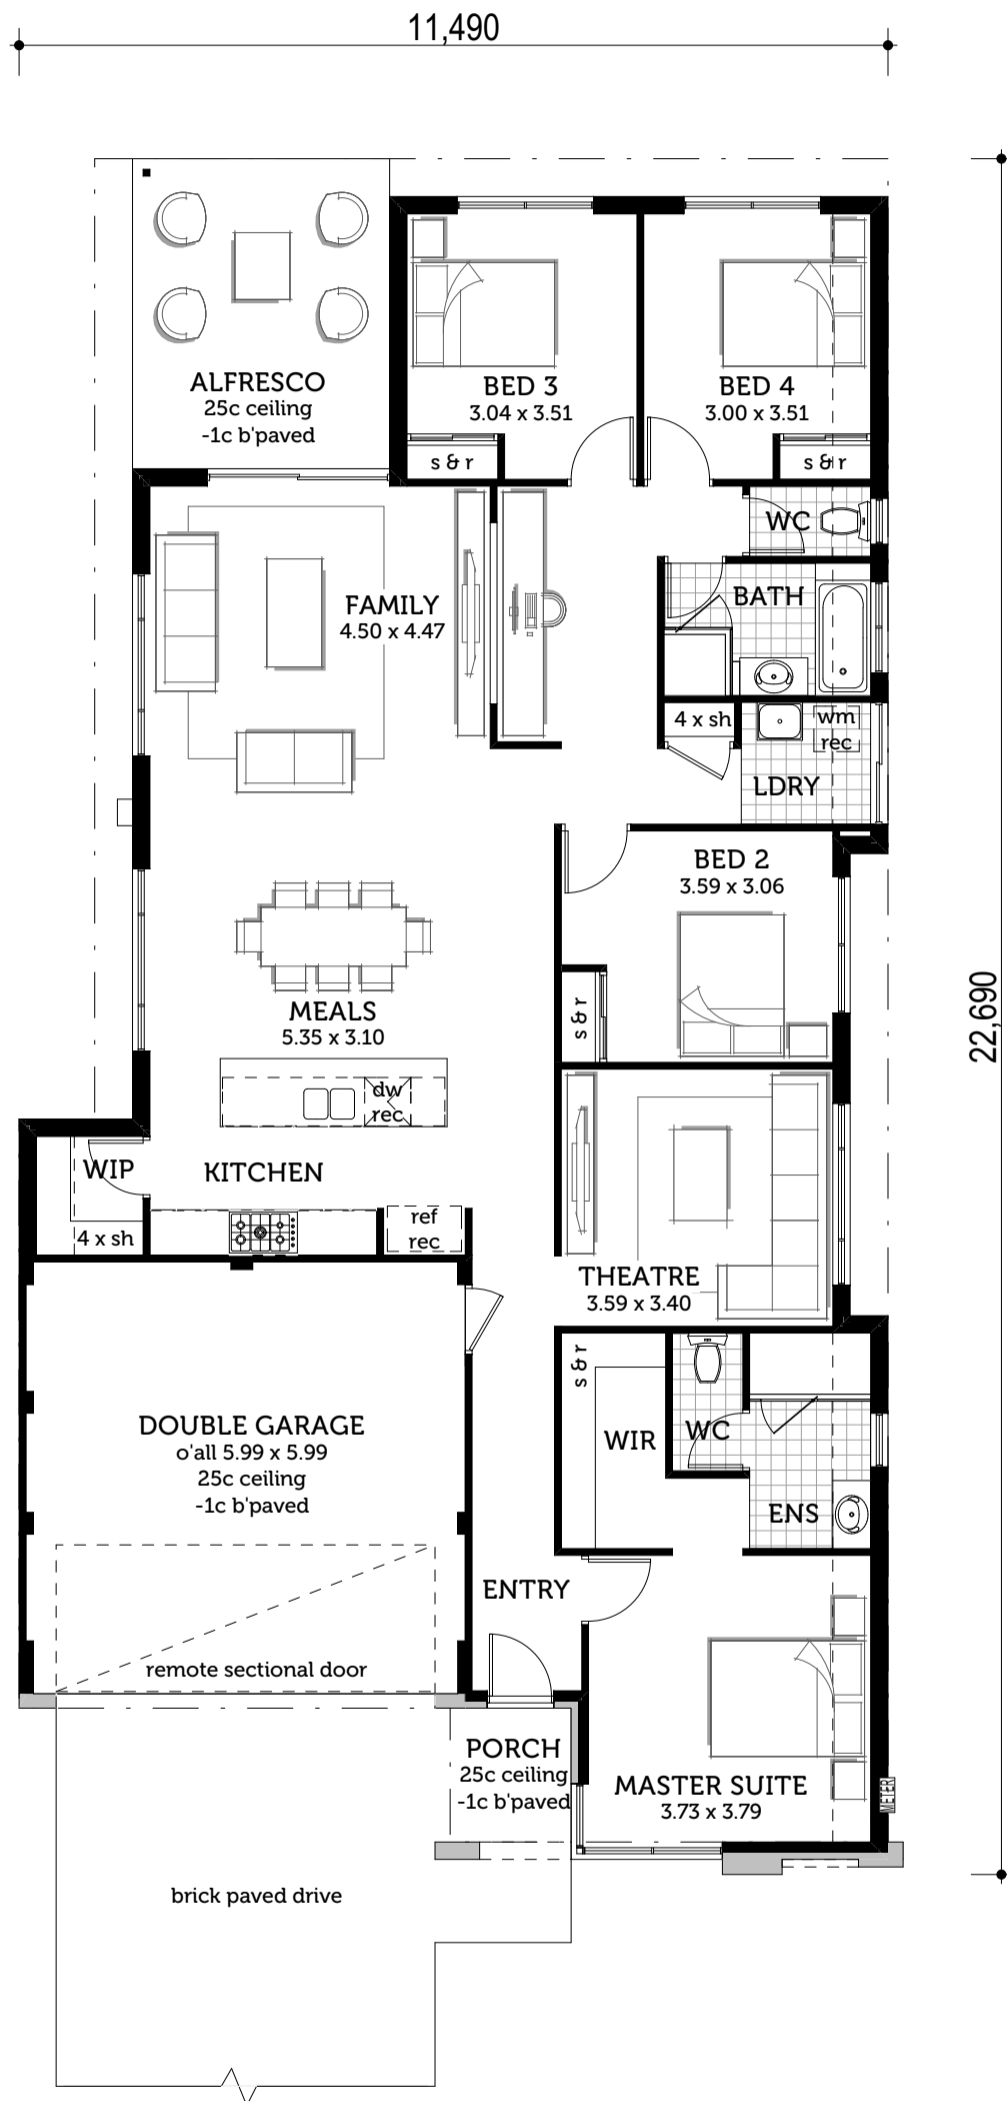 11,490
ALFRESCO
25c ceiling
-1c b'paved
BED 3
3.04 x 3.51
BED 4
3.00 x 3.51
s & r
s & r
WC
FAMILY
4.50 x 4.47
BATH
4 x sh
wm
rec
LDRY
BED 2
3.59 x 3.06
s & r
22,690
MEALS
5.35 x 3.10
dw
rec
WIP
KITCHEN
4 x sh
ref
rec
THEATRE
3.59 x 3.40
s & r
WIR
WC
ENS
DOUBLE GARAGE
o'all 5.99 x 5.99
25c ceiling
-1c b'paved
ENTRY
remote sectional door
PORCH
25c ceiling
-1c b'paved
MASTER SUITE
3.73 x 3.79
METER
brick paved drive